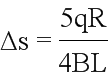 Δs = 5qR / 4BL